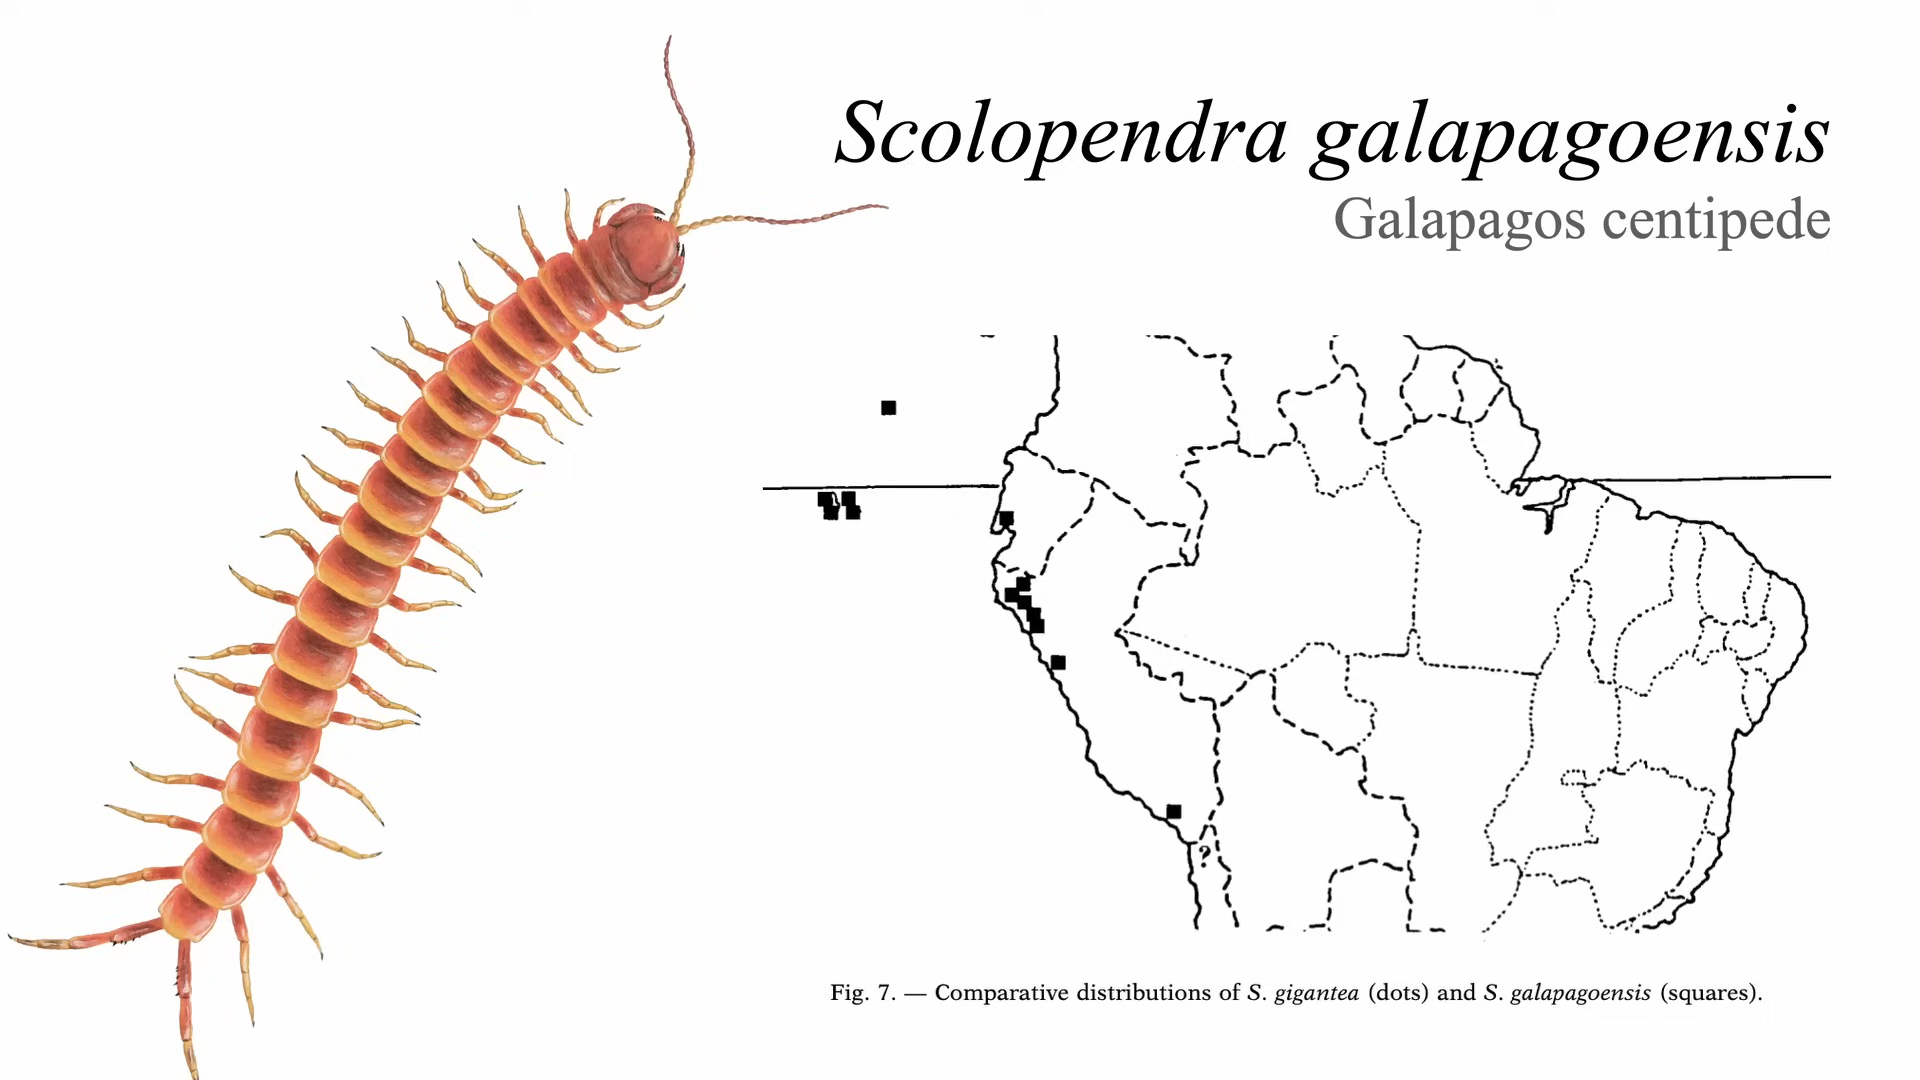 Scolopendra galapagoensis
Galapagos centipede
?
Fig. 7. — Comparative distributions of S. gigantea (dots) and S. galapagoensis (squares).